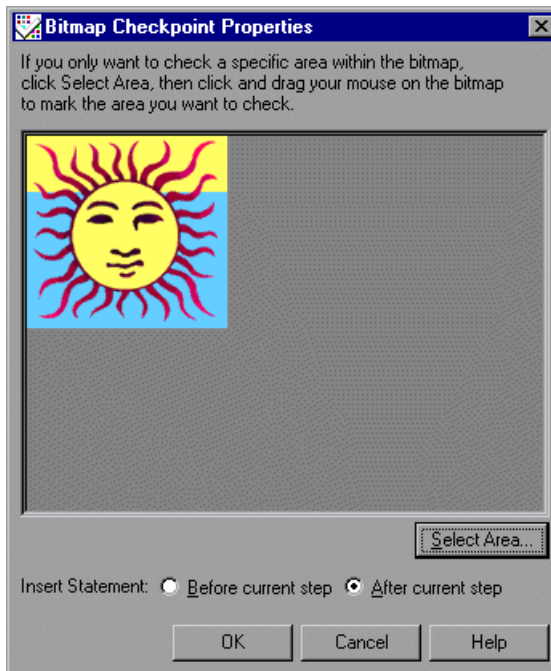 Bitmap Checkpoint Properties
If you only want to check a specific area within the bitmap,
click Select Area, then click and drag your mouse on the bitmap
to mark the area you want to check.
Select Area...
Insert Statement: Before current step After current step
OK Cancel Help